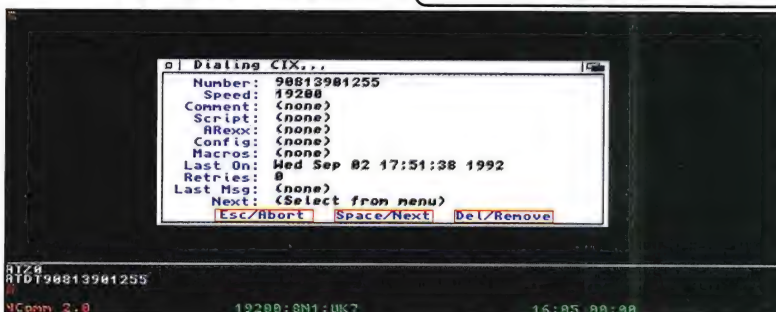 Dialing CIX...
Number: 90813901255
Speed: 19200
Comment: (none)
Script: (none)
ARexx: (none)
Config: (none)
Macros: (none)
Last On: Wed Sep 02 17:51:38 1992
Retries: 0
Last Msg: (none)
Next: (Select from menu)
Esc/Abort Space/Next Del/Remove
ATZ0
ATDT90813901255
NComm 2.0 19200:8N1:UK7 16:05 00:00